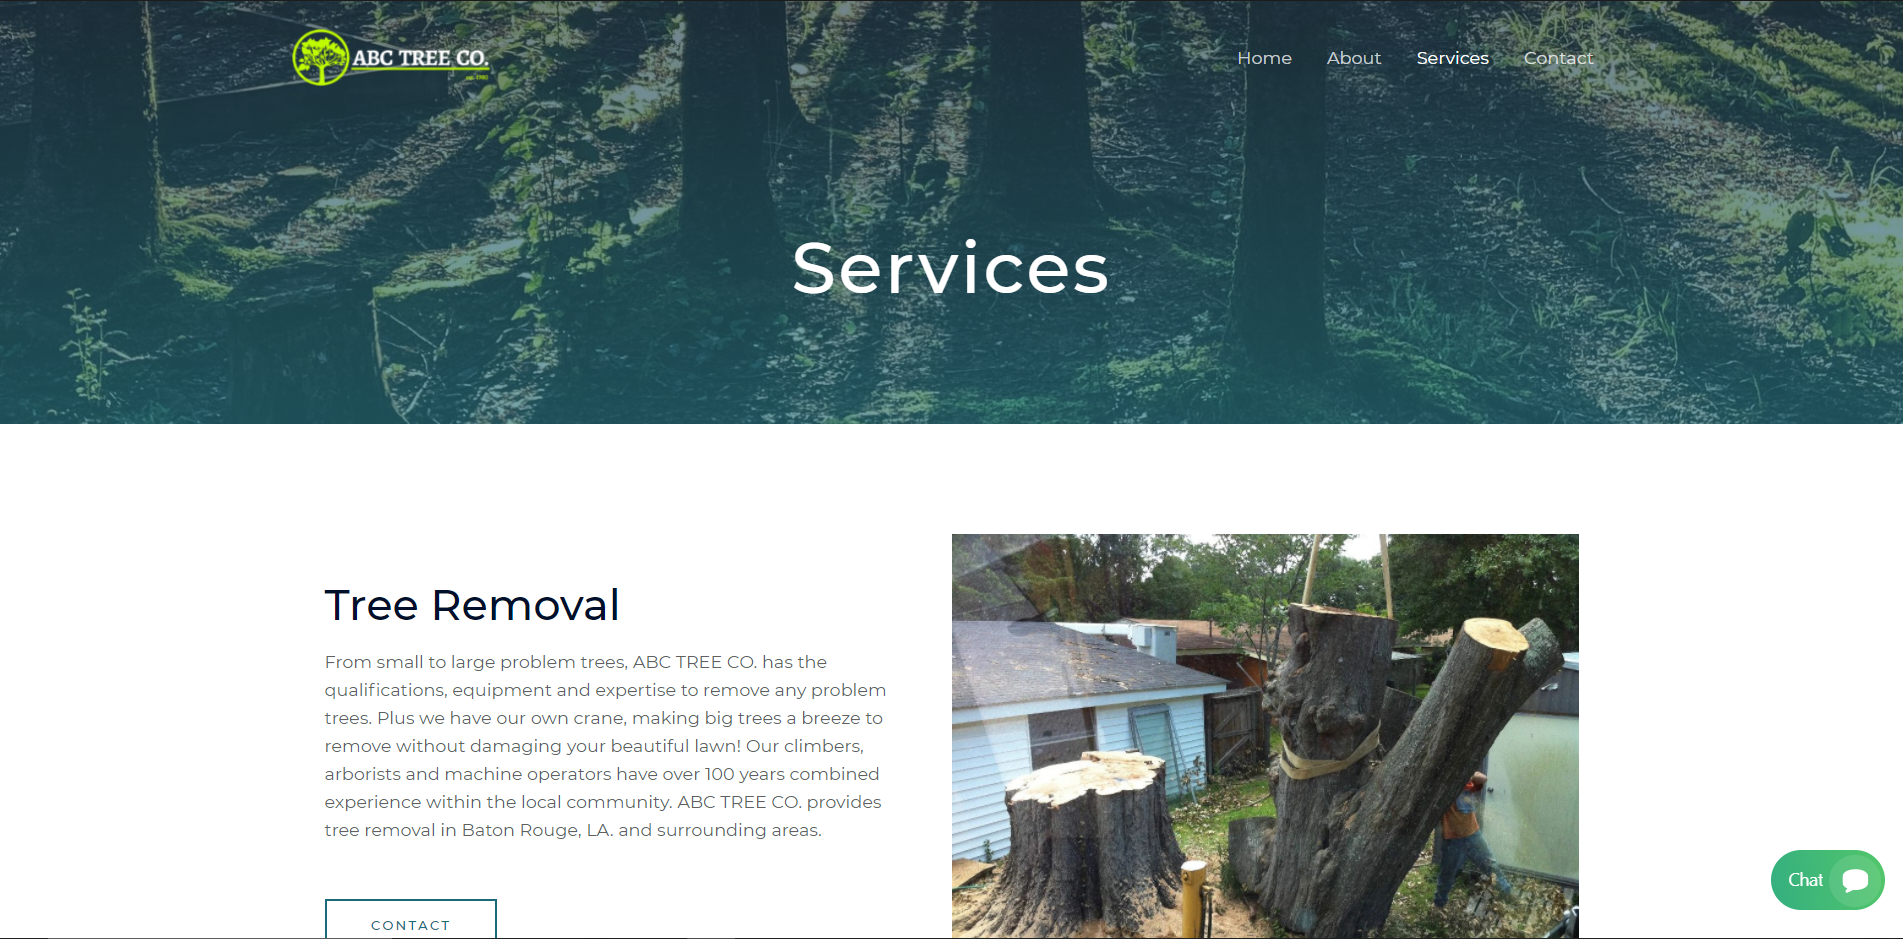 ABC TREE CO.
est. 1980
Home
About
Services
Contact
Services
Tree Removal
From small to large problem trees, ABC TREE CO. has the
qualifications, equipment and expertise to remove any problem
trees. Plus we have our own crane, making big trees a breeze to
remove without damaging your beautiful lawn! Our climbers,
arborists and machine operators have over 100 years combined
experience within the local community. ABC TREE CO. provides
tree removal in Baton Rouge, LA. and surrounding areas.
CONTACT
Chat